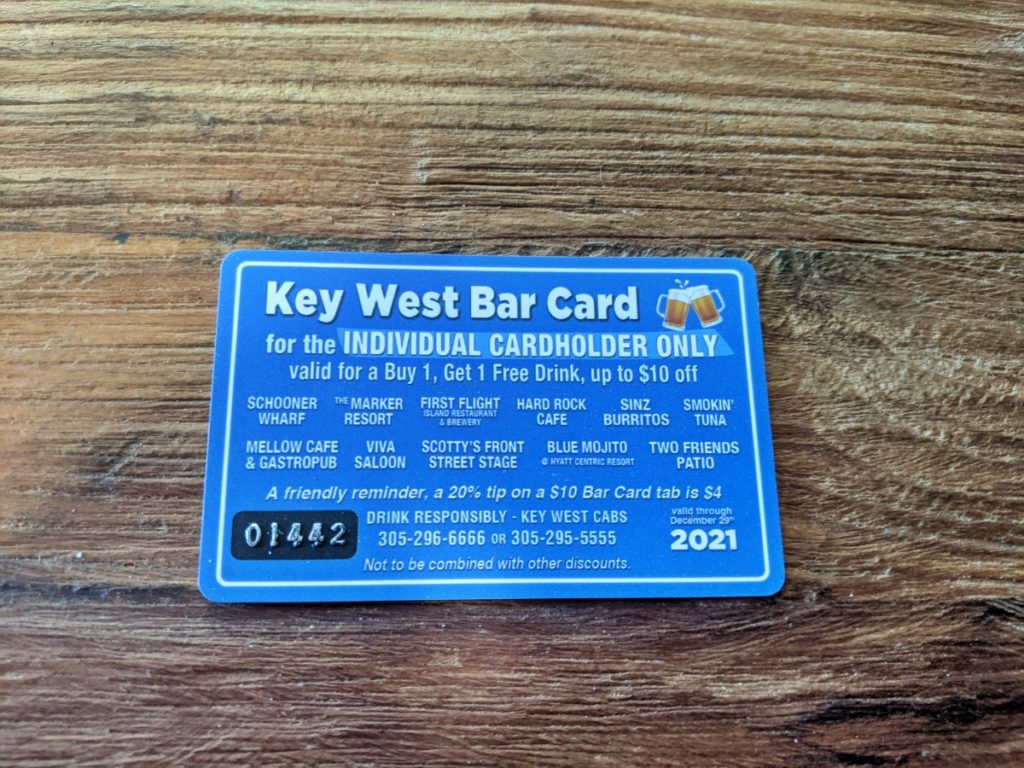 Key West Bar Card
for the INDIVIDUAL CARDHOLDER ONLY
valid for a Buy 1, Get 1 Free Drink, up to $10 off
SCHOONER WHARF
THE MARKER RESORT
FIRST FLIGHT
ISLAND RESTAURANT
& BREWERY
HARD ROCK CAFE
SINZ BURRITOS
SMOKIN' TUNA
MELLOW CAFE & GASTROPUB
VIVA SALOON
SCOTTY'S FRONT STREET STAGE
BLUE MOJITO
@ HYATT CENTRIC RESORT
TWO FRIENDS PATIO
A friendly reminder, a 20% tip on a $10 Bar Card tab is $4
01442
DRINK RESPONSIBLY - KEY WEST CABS
305-296-6666 OR 305-295-5555
valid through
December 29th
2021
Not to be combined with other discounts.